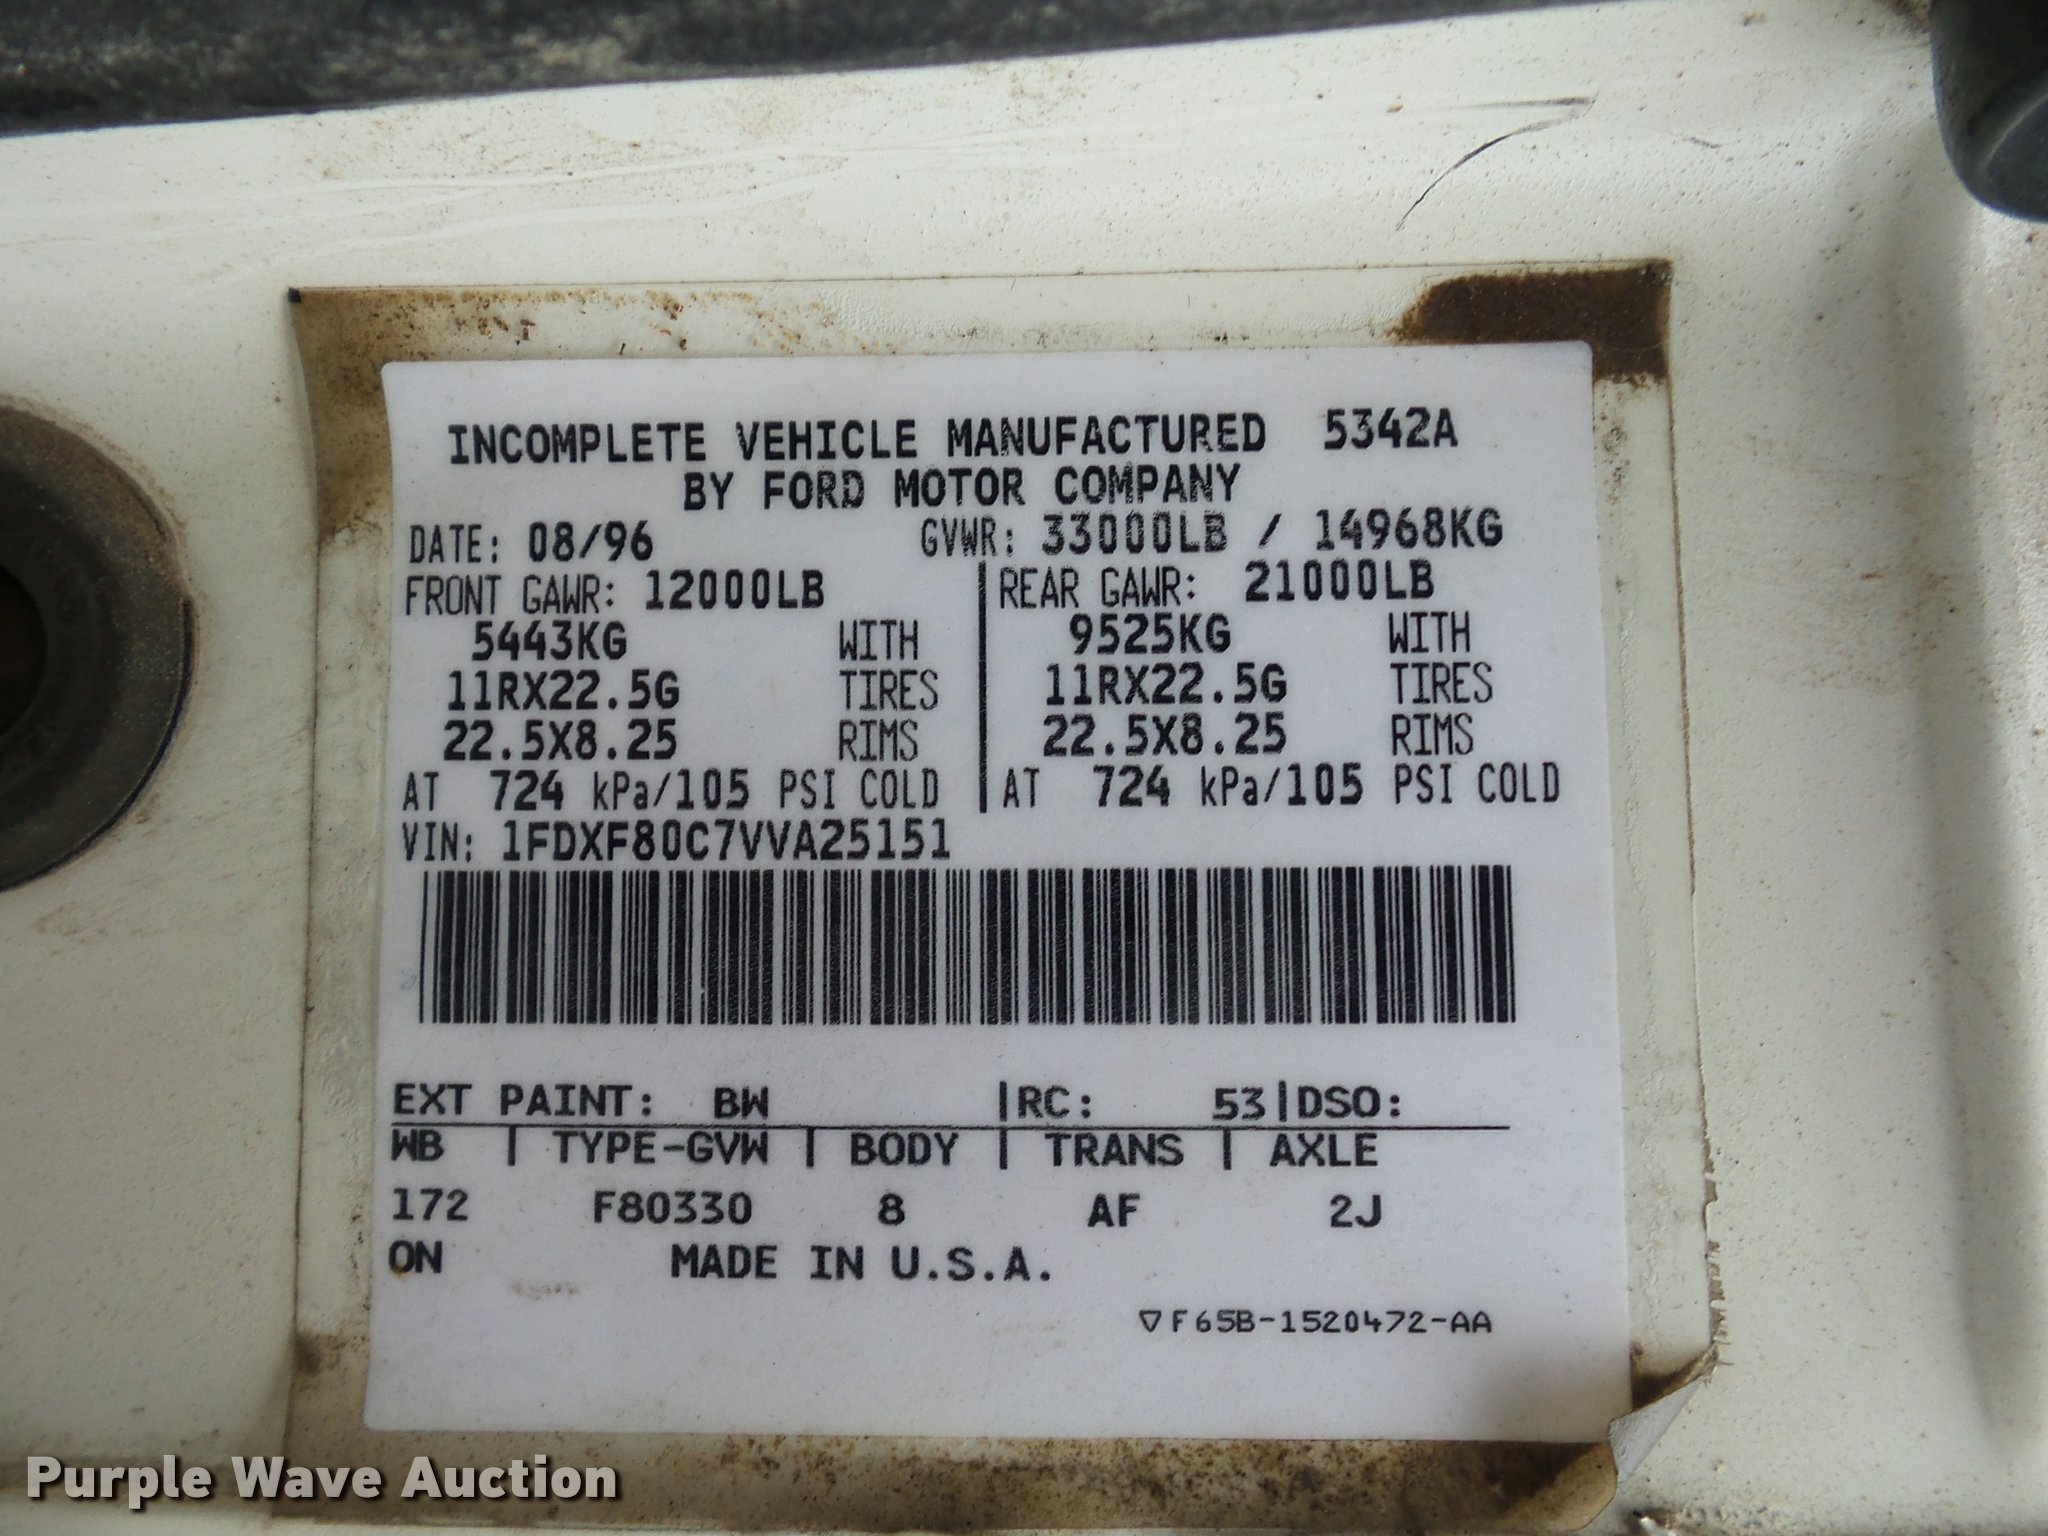 INCOMPLETE VEHICLE MANUFACTURED 5342A
BY FORD MOTOR COMPANY
DATE: 08/96 GVWR: 33000LB / 14968KG
FRONT GAWR: 12000LB | REAR GAWR: 21000LB
5443KG WITH 9525KG WITH
11RX22.5G TIRES 11RX22.5G TIRES
22.5X8.25 RIMS 22.5X8.25 RIMS
AT 724 kPa/105 PSI COLD | AT 724 kPa/105 PSI COLD
VIN: 1FDXF80C7VVA25151
EXT PAINT: BW |RC: 53|DSO:
WB | TYPE-GVW | BODY | TRANS | AXLE
172 F80330 8 AF 2J
ON MADE IN U.S.A.
▽F65B-1520472-AA
Purple Wave Auction